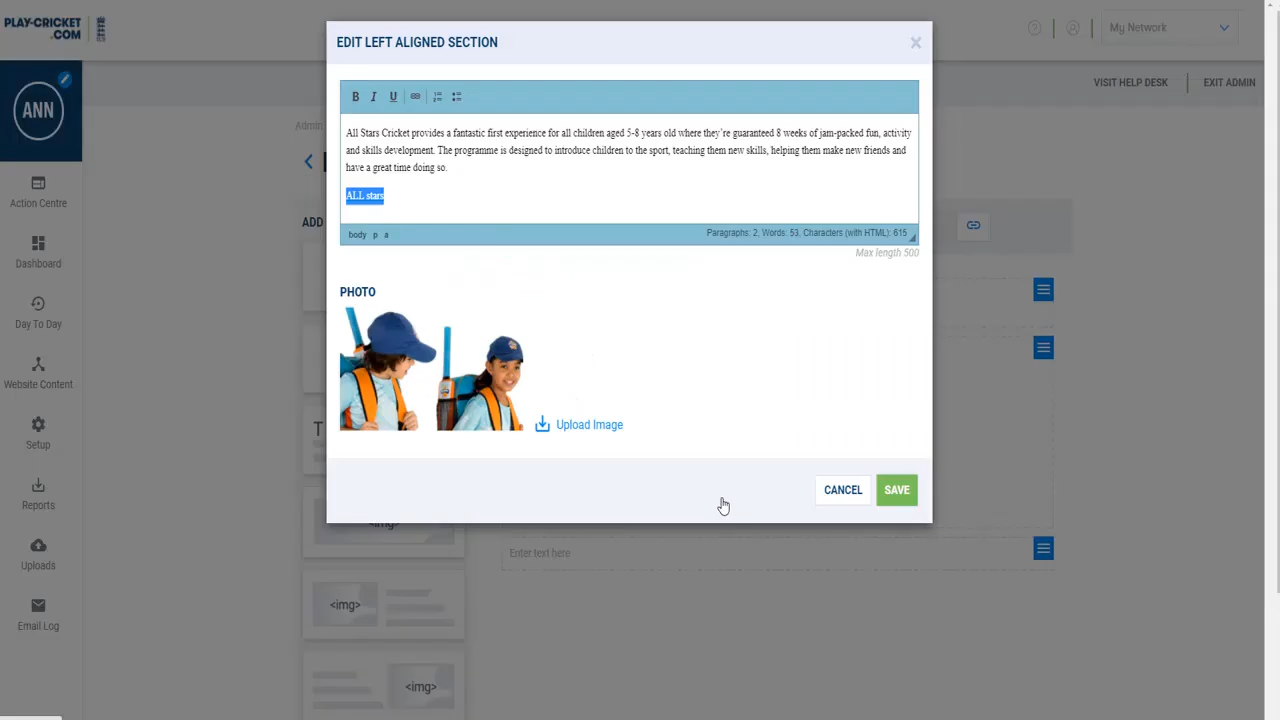 PLAY-CRICKET
.COM
My Network
ANN
VISIT HELP DESK
EXIT ADMIN
Admin
Action Centre
Dashboard
Day To Day
Website Content
Setup
Reports
Uploads
Email Log
ADD
EDIT LEFT ALIGNED SECTION
×
B I U
All Stars Cricket provides a fantastic first experience for all children aged 5-8 years old where they're guaranteed 8 weeks of jam-packed fun, activity
and skills development. The programme is designed to introduce children to the sport, teaching them new skills, helping them make new friends and
have a great time doing so.
ALL stars
body p a
Paragraphs: 2, Words: 53, Characters (with HTML): 615
Max length 500
PHOTO
Upload Image
CANCEL
SAVE
T
<img>
Enter text here
<img>
<img>